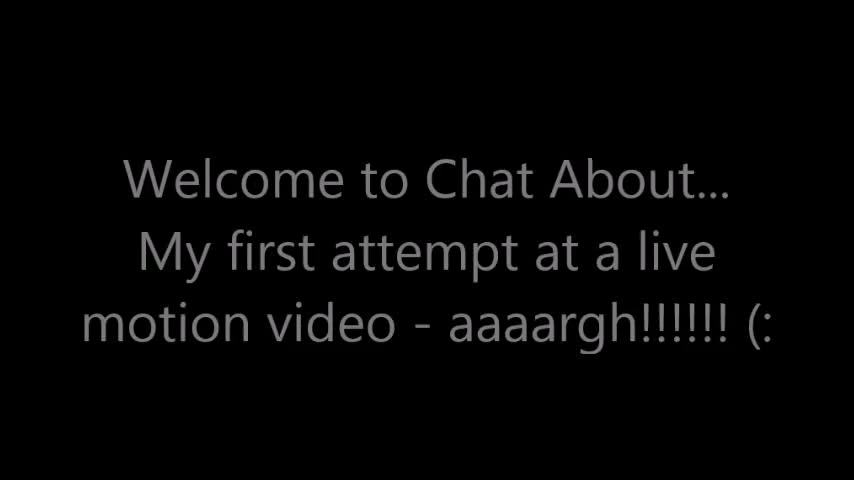 Welcome to Chat About...
My first attempt at a live
motion video - aaaargh!!!!!! (: